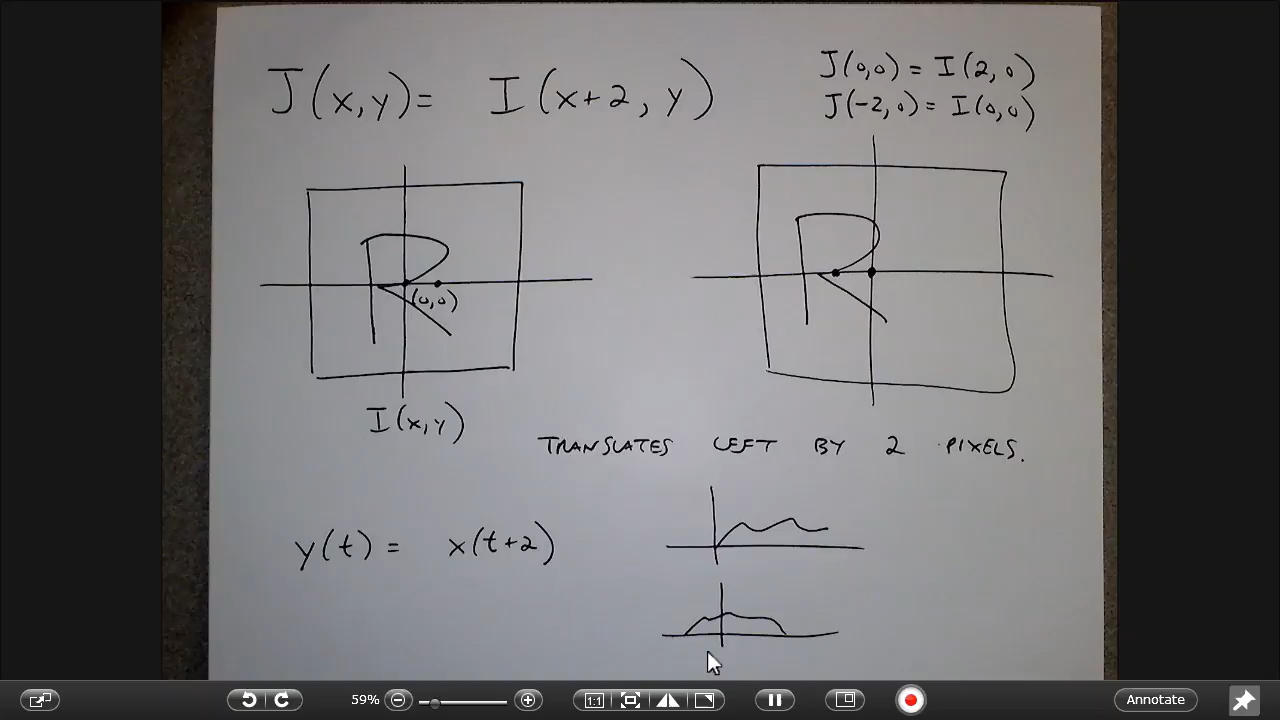 J(x,y)= I(x+2, y)
J(0,0) = I(2,0)
J(-2,0) = I(0,0)
(0,0)
I(x,y)
TRANSLATES LEFT BY 2 PIXELS.
y(t) = x(t+2)
59%
1:1
Annotate